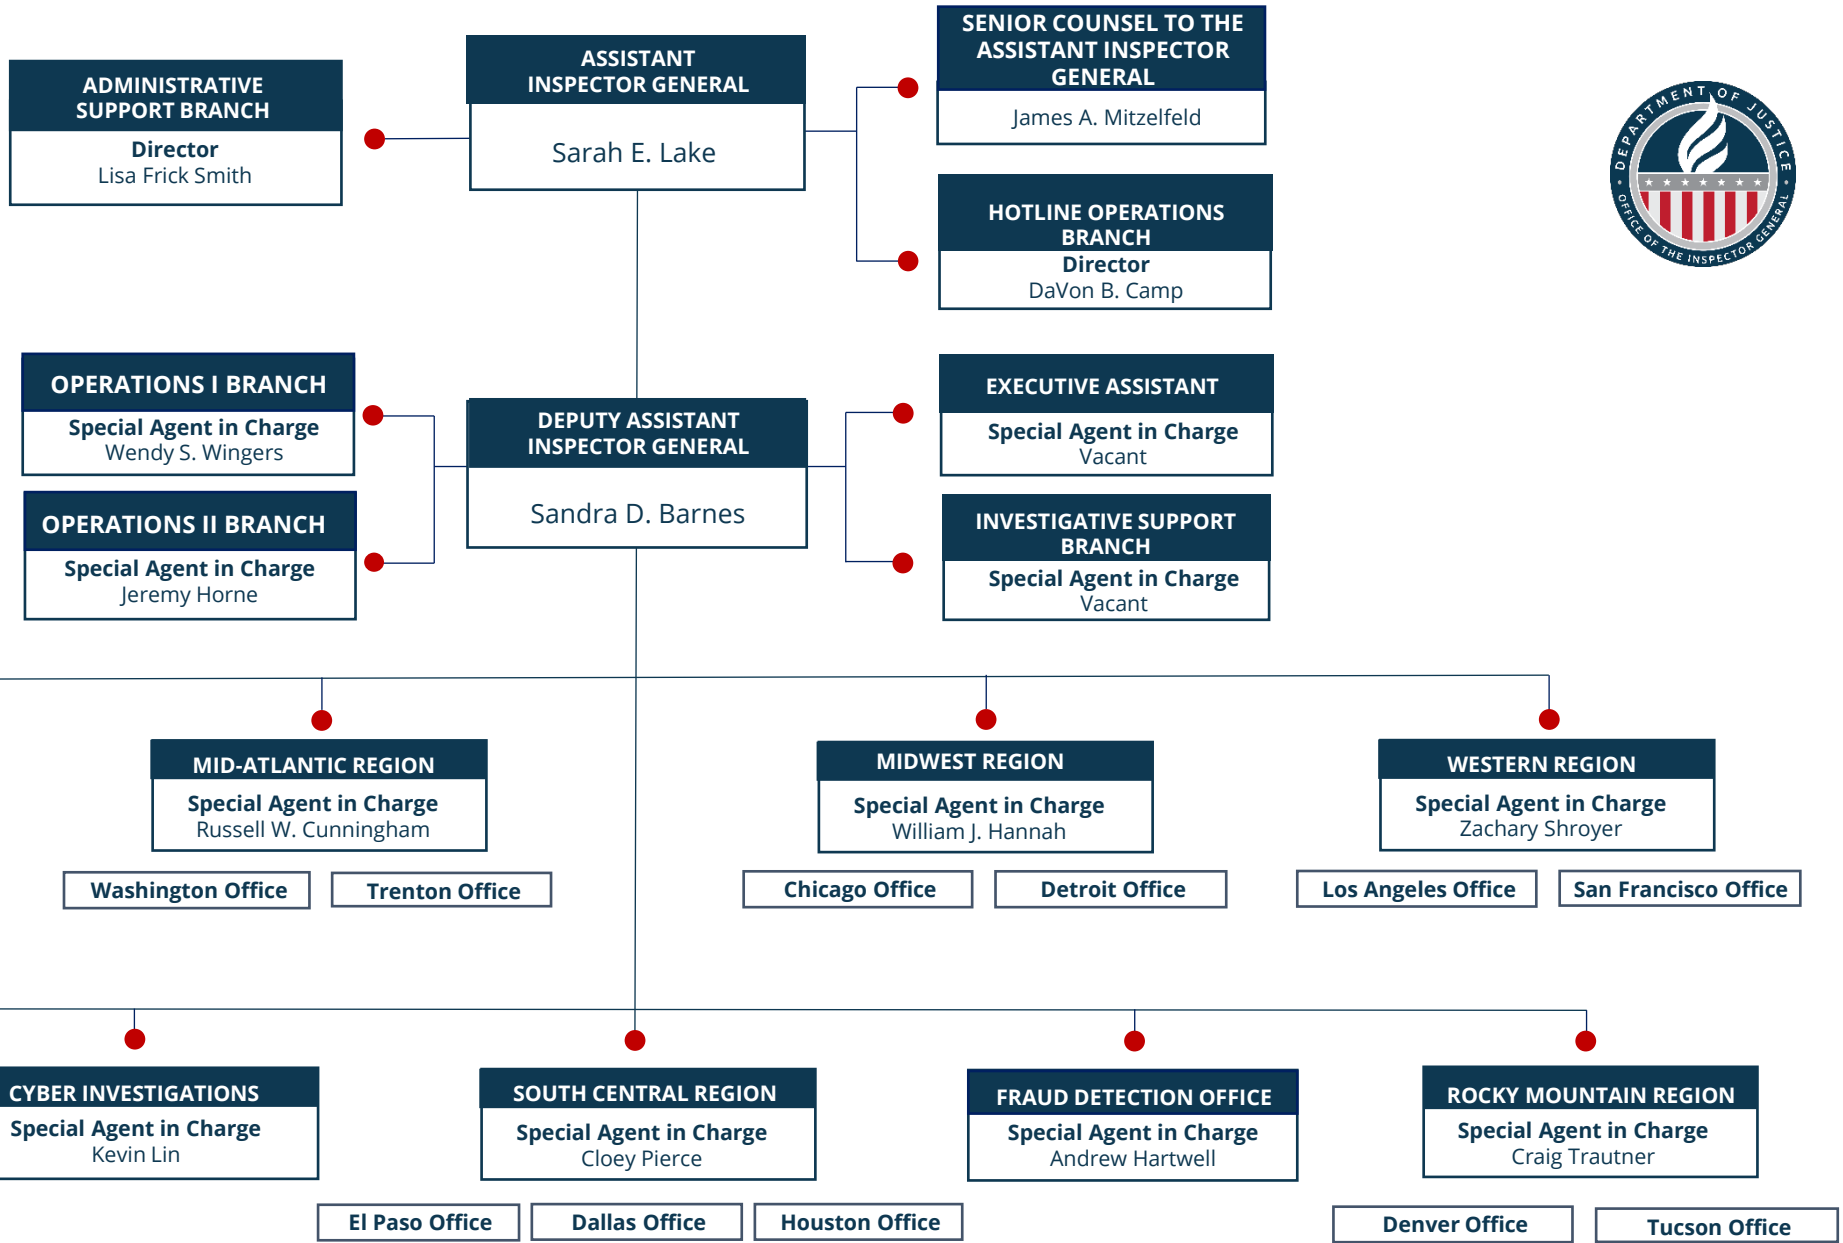 ADMINISTRATIVE
SUPPORT BRANCH
Director
Lisa Frick Smith
ASSISTANT
INSPECTOR GENERAL
Sarah E. Lake
SENIOR COUNSEL TO THE
ASSISTANT INSPECTOR
GENERAL
James A. Mitzelfeld
HOTLINE OPERATIONS
BRANCH
Director
DaVon B. Camp
DEPARTMENT OF JUSTICE
OFFICE OF THE INSPECTOR GENERAL
OPERATIONS I BRANCH
Special Agent in Charge
Wendy S. Wingers
OPERATIONS II BRANCH
Special Agent in Charge
Jeremy Horne
DEPUTY ASSISTANT
INSPECTOR GENERAL
Sandra D. Barnes
EXECUTIVE ASSISTANT
Special Agent in Charge
Vacant
INVESTIGATIVE SUPPORT
BRANCH
Special Agent in Charge
Vacant
MID-ATLANTIC REGION
Special Agent in Charge
Russell W. Cunningham
Washington Office
Trenton Office
MIDWEST REGION
Special Agent in Charge
William J. Hannah
Chicago Office
Detroit Office
WESTERN REGION
Special Agent in Charge
Zachary Shroyer
Los Angeles Office
San Francisco Office
CYBER INVESTIGATIONS
Special Agent in Charge
Kevin Lin
SOUTH CENTRAL REGION
Special Agent in Charge
Cloey Pierce
El Paso Office
Dallas Office
Houston Office
FRAUD DETECTION OFFICE
Special Agent in Charge
Andrew Hartwell
ROCKY MOUNTAIN REGION
Special Agent in Charge
Craig Trautner
Denver Office
Tucson Office